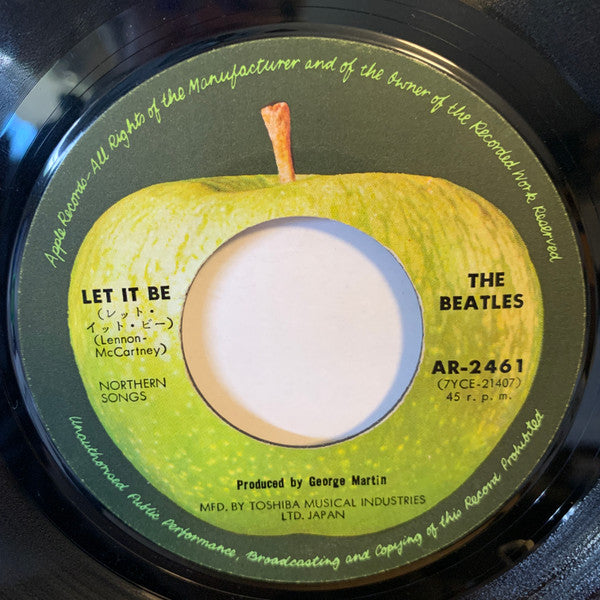 Apple Records–All Rights of the Manufacturer and of the Owner of the Recorded Work Reserved
LET IT BE
(レット・
イット・ビー)
(Lennon-
McCartney)
NORTHERN
SONGS
THE
BEATLES
AR-2461
(7YCE-21407)
45 r. p. m.
Produced by George Martin
MFD. BY TOSHIBA MUSICAL INDUSTRIES
LTD. JAPAN
Unauthorised Public Performance, Broadcasting and Copying of this Record Prohibited